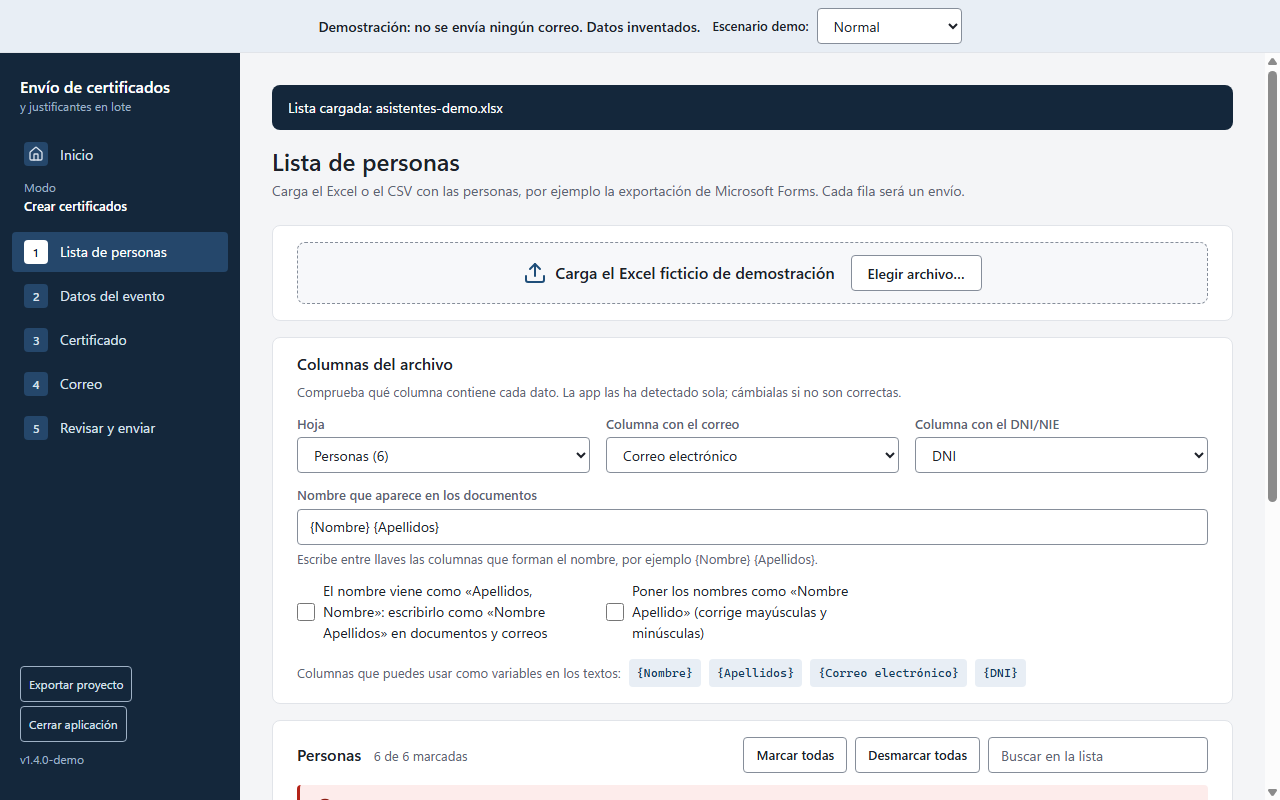 Demostración: no se envía ningún correo. Datos inventados. Escenario demo: Normal
Envío de certificados
y justificantes en lote
Inicio
Modo
Crear certificados
1 Lista de personas
2 Datos del evento
3 Certificado
4 Correo
5 Revisar y enviar
Exportar proyecto
Cerrar aplicación
v1.4.0-demo
Lista cargada: asistentes-demo.xlsx
Lista de personas
Carga el Excel o el CSV con las personas, por ejemplo la exportación de Microsoft Forms. Cada fila será un envío.
Carga el Excel ficticio de demostración Elegir archivo...
Columnas del archivo
Comprueba qué columna contiene cada dato. La app las ha detectado sola; cámbialas si no son correctas.
Hoja Columna con el correo Columna con el DNI/NIE
Personas (6) Correo electrónico DNI
Nombre que aparece en los documentos
{Nombre} {Apellidos}
Escribe entre llaves las columnas que forman el nombre, por ejemplo {Nombre} {Apellidos}.
El nombre viene como «Apellidos,
Nombre»: escribirlo como «Nombre
Apellidos» en documentos y correos
Poner los nombres como «Nombre
Apellido» (corrige mayúsculas y
minúsculas)
Columnas que puedes usar como variables en los textos: {Nombre} {Apellidos} {Correo electrónico} {DNI}
Personas 6 de 6 marcadas Marcar todas Desmarcar todas Buscar en la lista